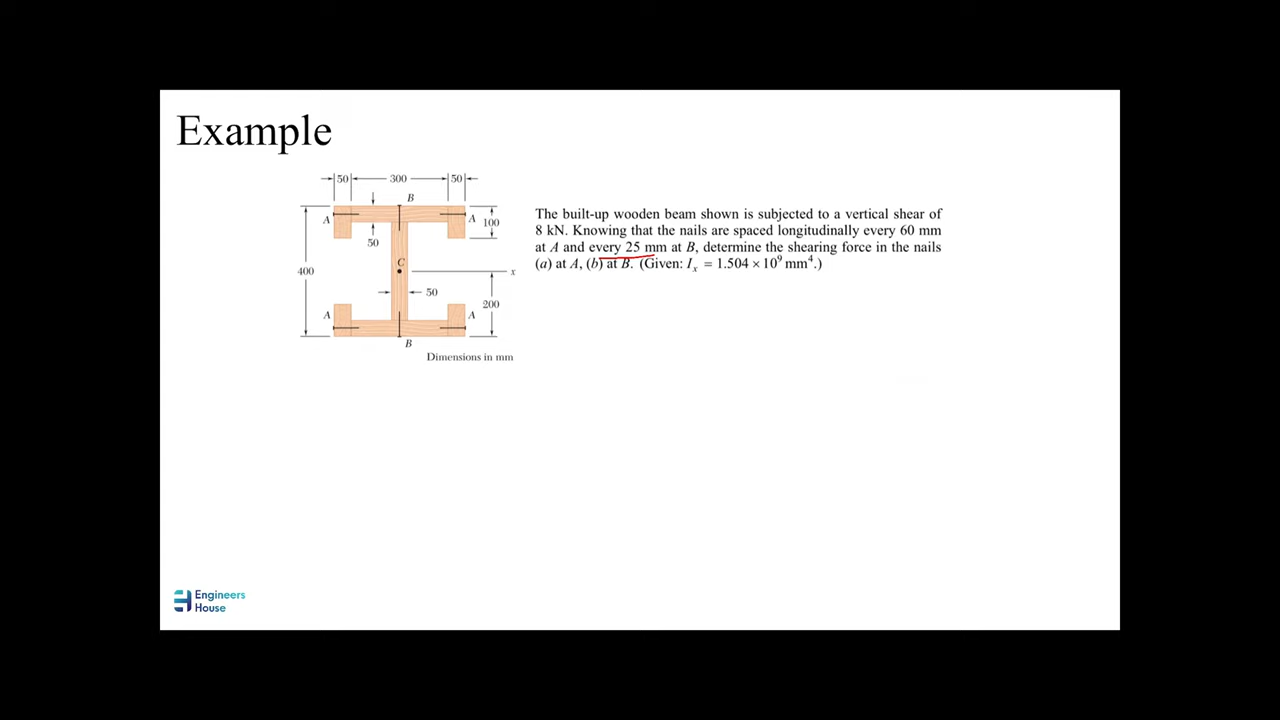 Example
50 300 50
B
A A 100
50
400
C
x
50
200
A A
B
Dimensions in mm
The built-up wooden beam shown is subjected to a vertical shear of
8 kN. Knowing that the nails are spaced longitudinally every 60 mm
at A and every 25 mm at B, determine the shearing force in the nails
(a) at A, (b) at B. (Given: Iₓ = 1.504 × 10⁹ mm⁴.)
Engineers
House